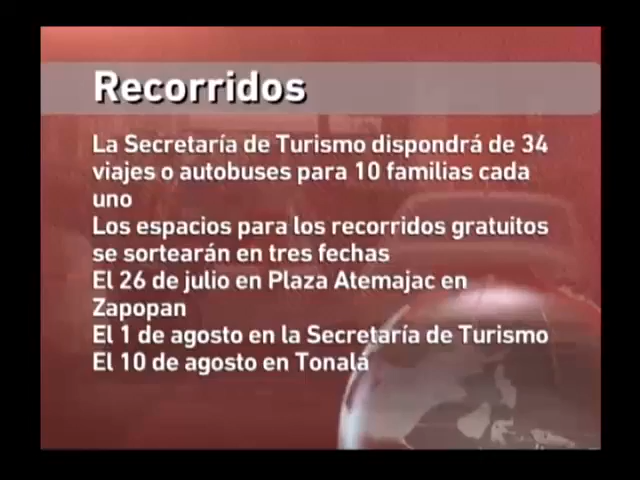 Recorridos
La Secretaría de Turismo dispondrá de 34
viajes o autobuses para 10 familias cada
uno
Los espacios para los recorridos gratuitos
se sortearán en tres fechas
El 26 de julio en Plaza Atemajac en
Zapopan
El 1 de agosto en la Secretaría de Turismo
El 10 de agosto en Tonalá